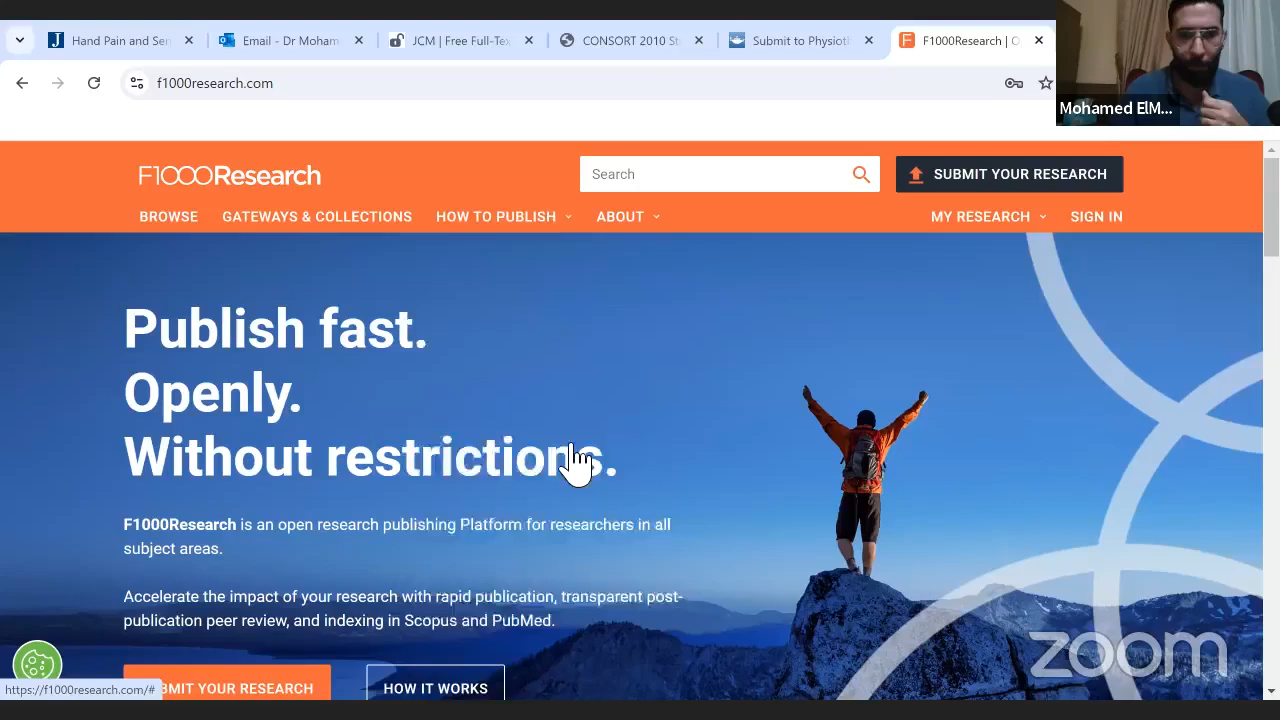 Hand Pain and Sen
Email - Dr Moham
JCM | Free Full-Tex
CONSORT 2010 St
Submit to Physioth
F1000Research | O
f1000research.com
Mohamed ElM...
F1000Research
Search
SUBMIT YOUR RESEARCH
BROWSE
GATEWAYS & COLLECTIONS
HOW TO PUBLISH
ABOUT
MY RESEARCH
SIGN IN
Publish fast.
Openly.
Without restrictions.
F1000Research is an open research publishing Platform for researchers in all
subject areas.
Accelerate the impact of your research with rapid publication, transparent post-
publication peer review, and indexing in Scopus and PubMed.
BMIT YOUR RESEARCH
HOW IT WORKS
https://f1000research.com/#
zoom